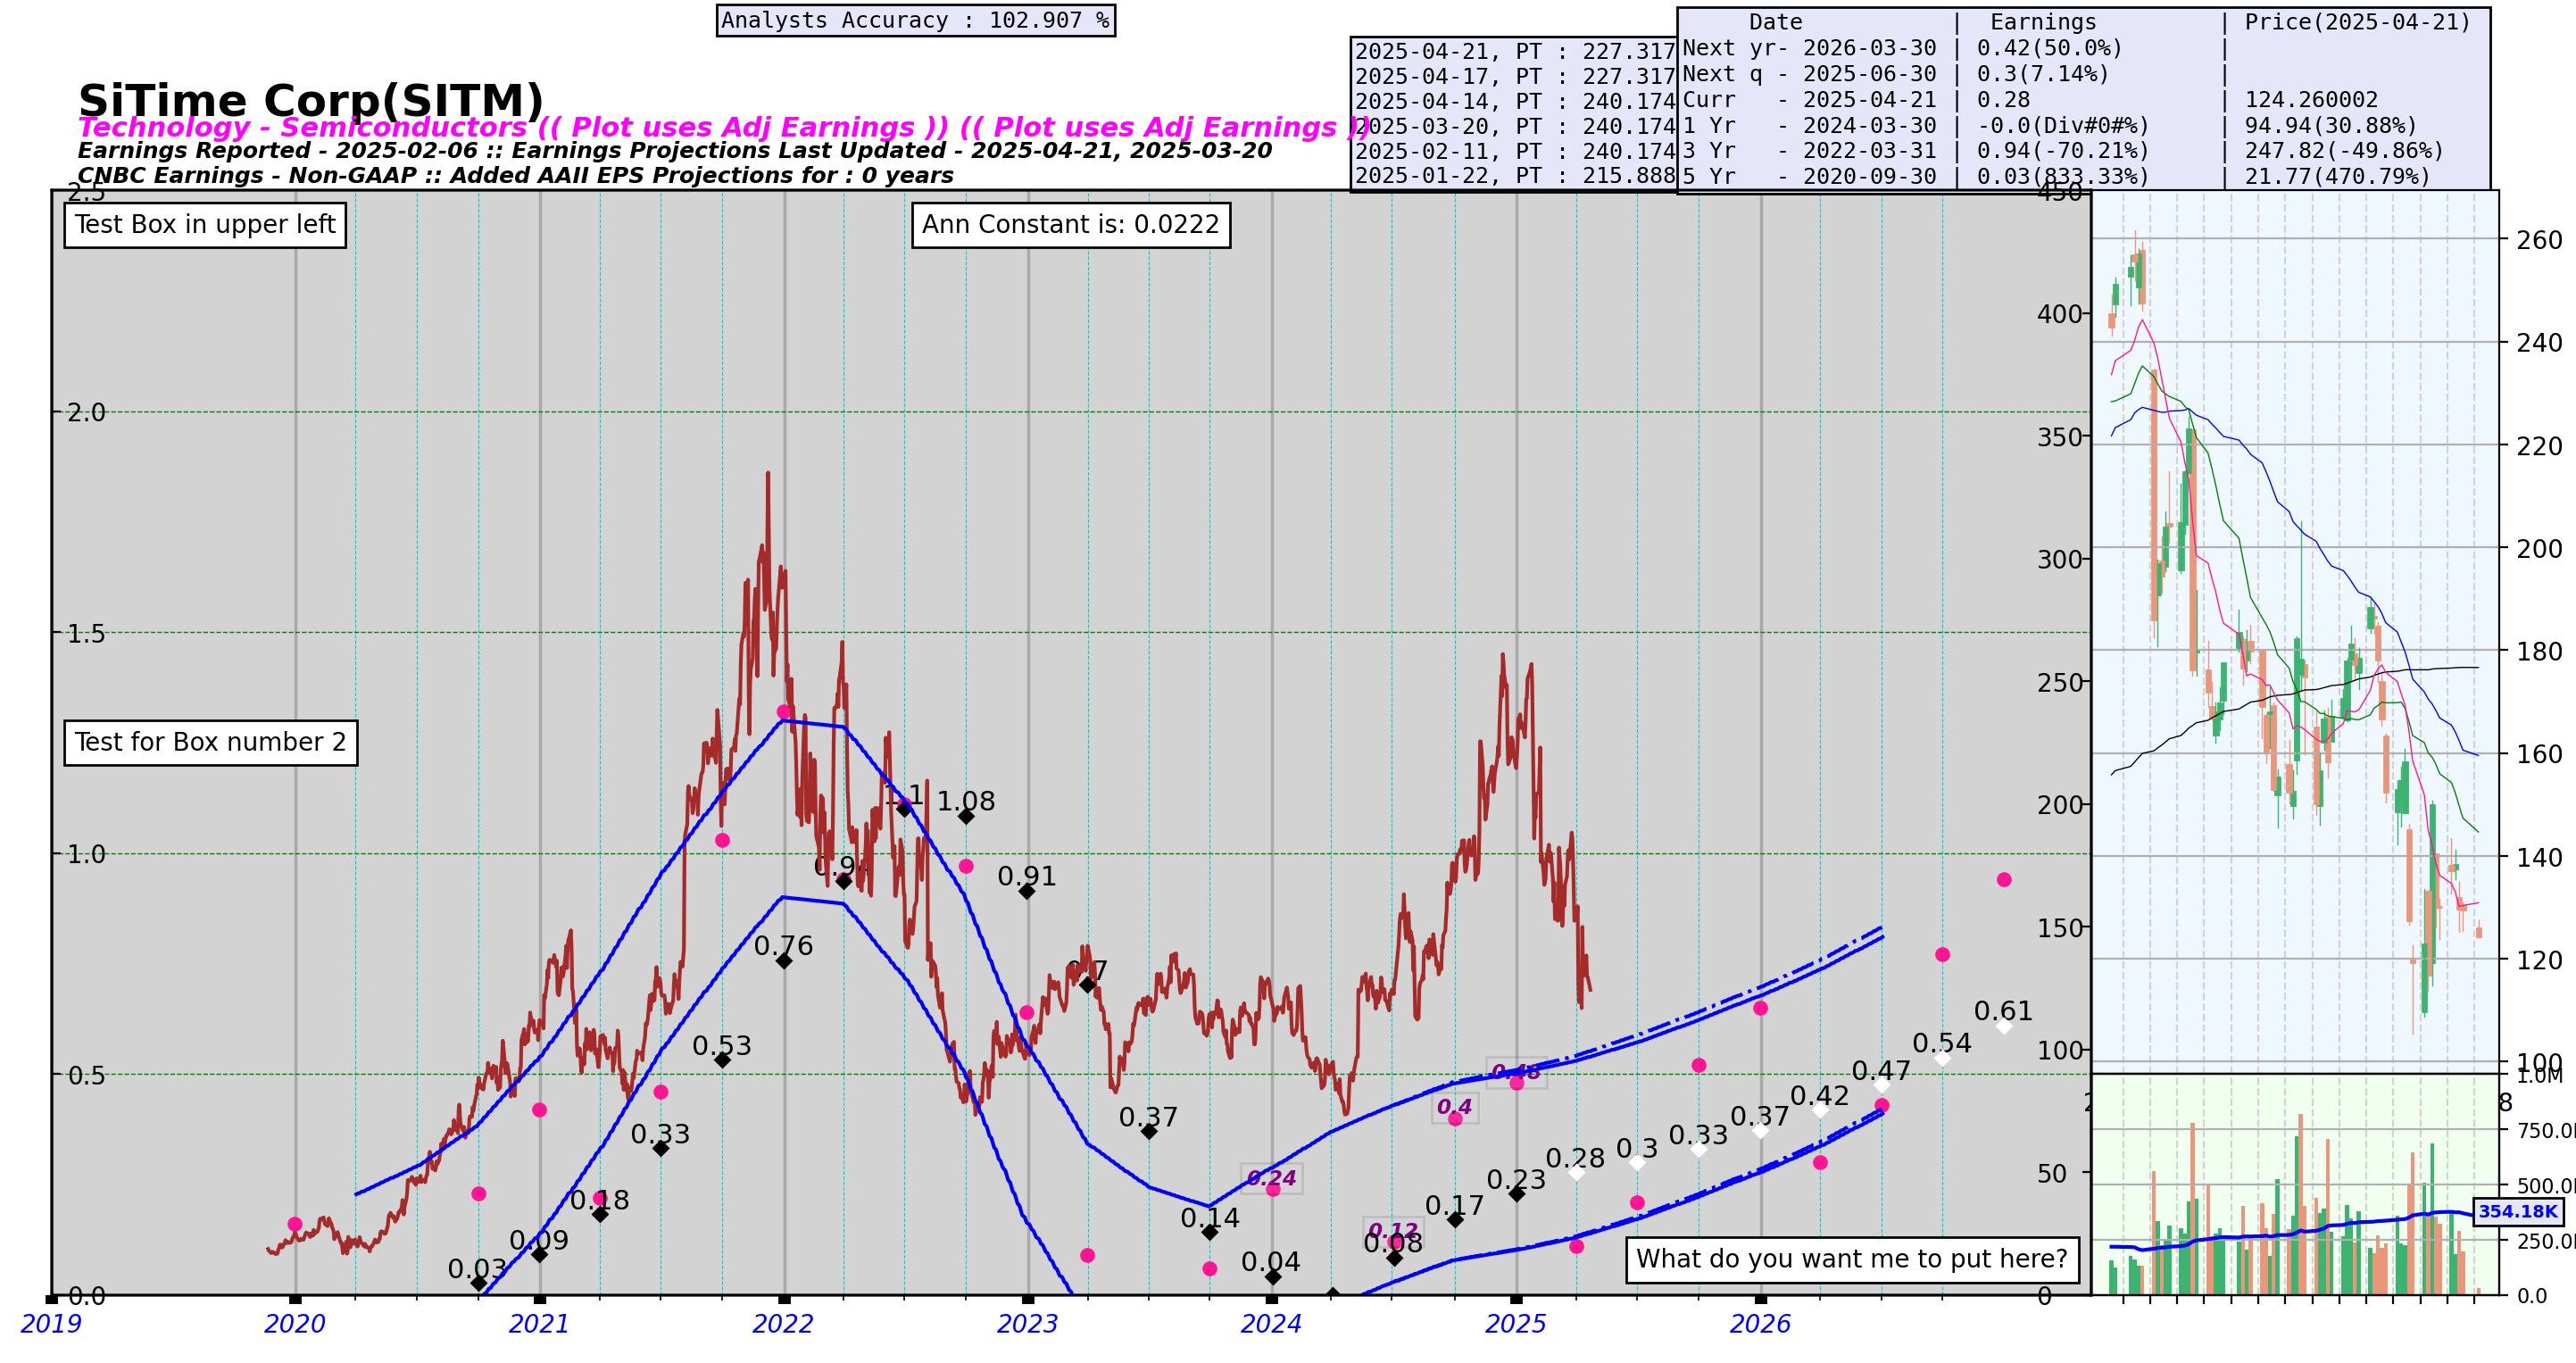 Analysts Accuracy : 102.907 %
2025-04-21, PT : 227.317
2025-04-17, PT : 227.317
2025-04-14, PT : 240.174
2025-03-20, PT : 240.174
2025-02-11, PT : 240.174
2025-01-22, PT : 215.888
Date | Earnings | Price(2025-04-21)
Next yr- 2026-03-30 | 0.42(50.0%) |
Next q - 2025-06-30 | 0.3(7.14%) |
Curr - 2025-04-21 | 0.28 | 124.260002
1 Yr - 2024-03-30 | -0.0(Div#0#%) | 94.94(30.88%)
3 Yr - 2022-03-31 | 0.94(-70.21%) | 247.82(-49.86%)
5 Yr - 2020-09-30 | 0.03(833.33%) | 21.77(470.79%)
SiTime Corp(SITM)
Technology - Semiconductors (( Plot uses Adj Earnings )) (( Plot uses Adj Earnings ))
Earnings Reported - 2025-02-06 :: Earnings Projections Last Updated - 2025-04-21, 2025-03-20
CNBC Earnings - Non-GAAP :: Added AAII EPS Projections for : 0 years
Test Box in upper left
Ann Constant is: 0.0222
Test for Box number 2
What do you want me to put here?
2.5
2.0
1.5
1.0
0.5
0.0
0.03
0.09
0.18
0.33
0.53
0.76
0.94
1.1
1.08
0.91
0.7
0.37
0.14
0.04
0.08
0.17
0.23
0.28
0.3
0.33
0.37
0.42
0.47
0.54
0.61
0.24
0.12
0.4
0.48
450
400
350
300
250
200
150
100
50
0
260
240
220
200
180
160
140
120
100
1.0M
750.0
500.0
354.18K
250.0
0.0
2019
2020
2021
2022
2023
2024
2025
2026